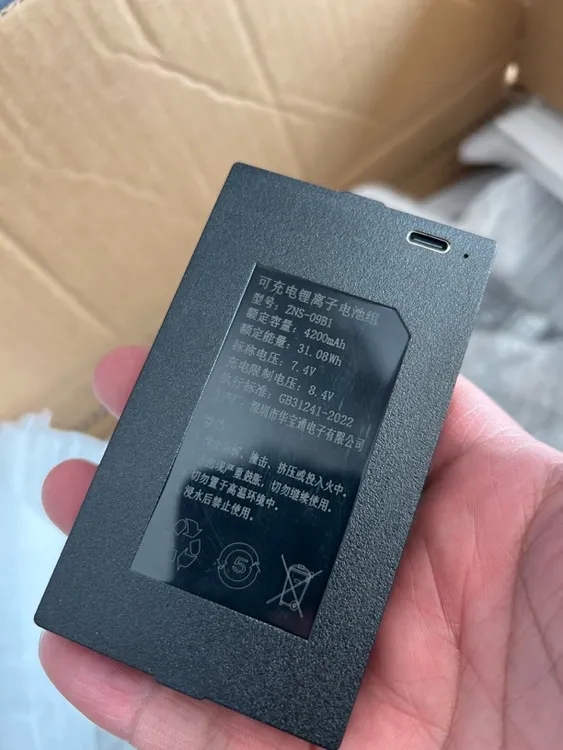 可充电锂离子电池组
型号: ZNS-09B1
额定容量: 4200mAh
额定能量: 31.08Wh
标称电压: 7.4V
充电限制电压: 8.4V
执行标准: GB31241-2022
深圳市华宝通电子有限公司
撞击、挤压或投入火中.
严重鼓胀, 切勿继续使用.
切勿置于高温环境中.
浸水后禁止使用.
5